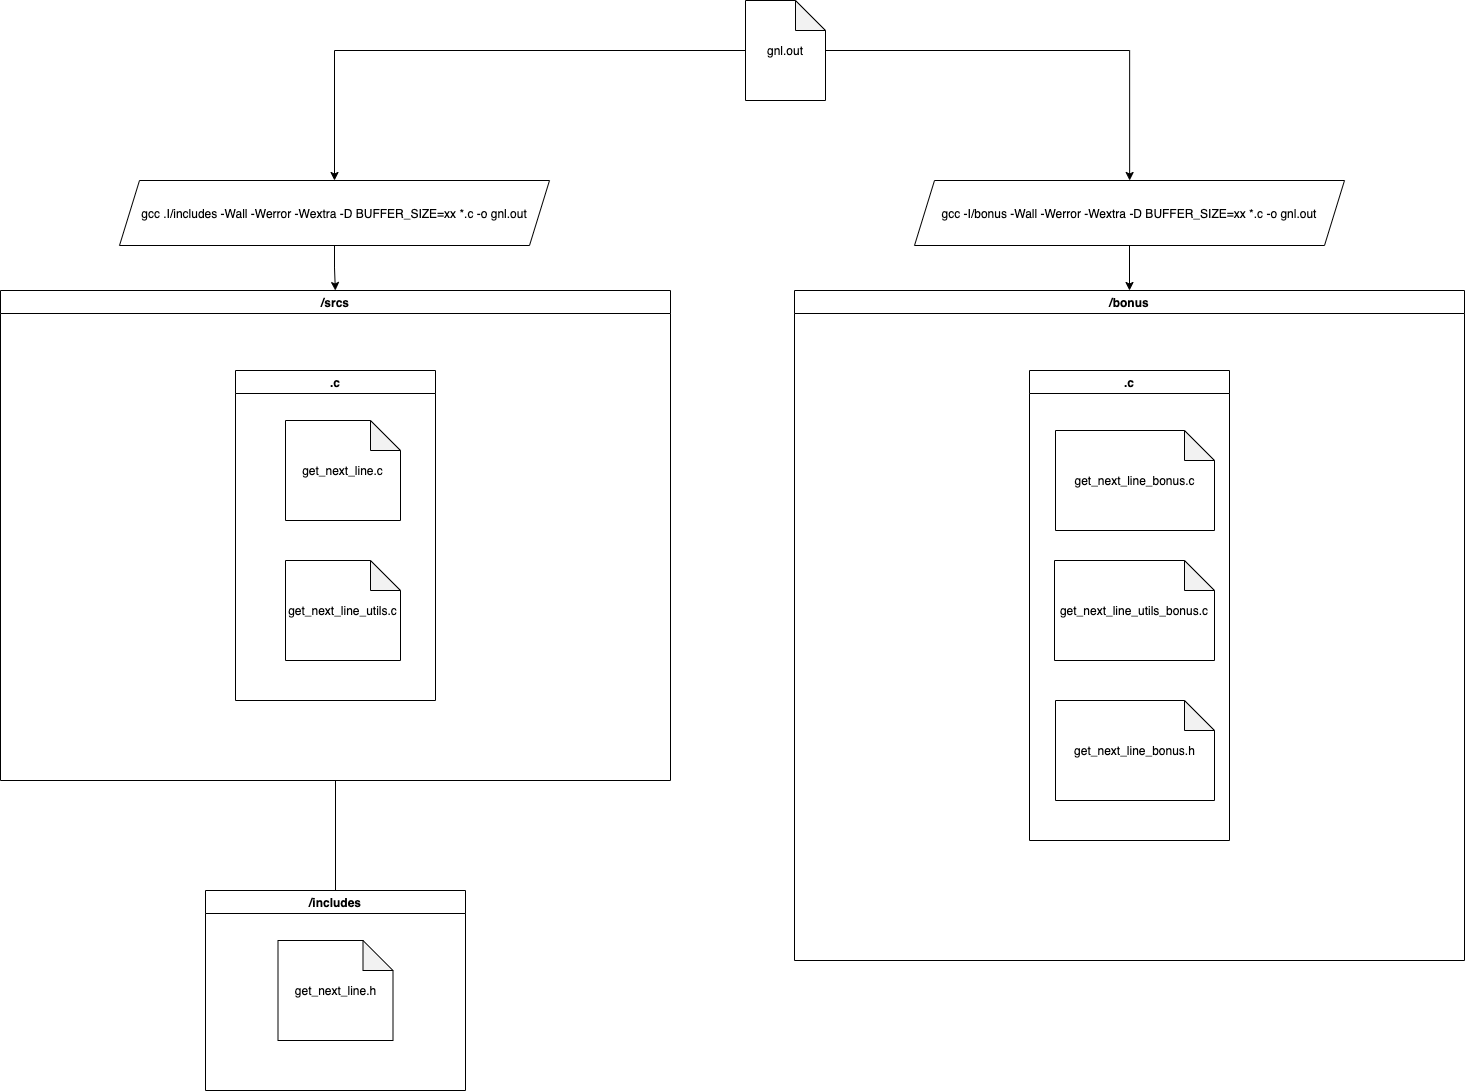 gnl.out
gcc .I/includes -Wall -Werror -Wextra -D BUFFER_SIZE=xx *.c -o gnl.out
gcc -I/bonus -Wall -Werror -Wextra -D BUFFER_SIZE=xx *.c -o gnl.out
/srcs
.c
get_next_line.c
get_next_line_utils.c
/includes
get_next_line.h
/bonus
.c
get_next_line_bonus.c
get_next_line_utils_bonus.c
get_next_line_bonus.h